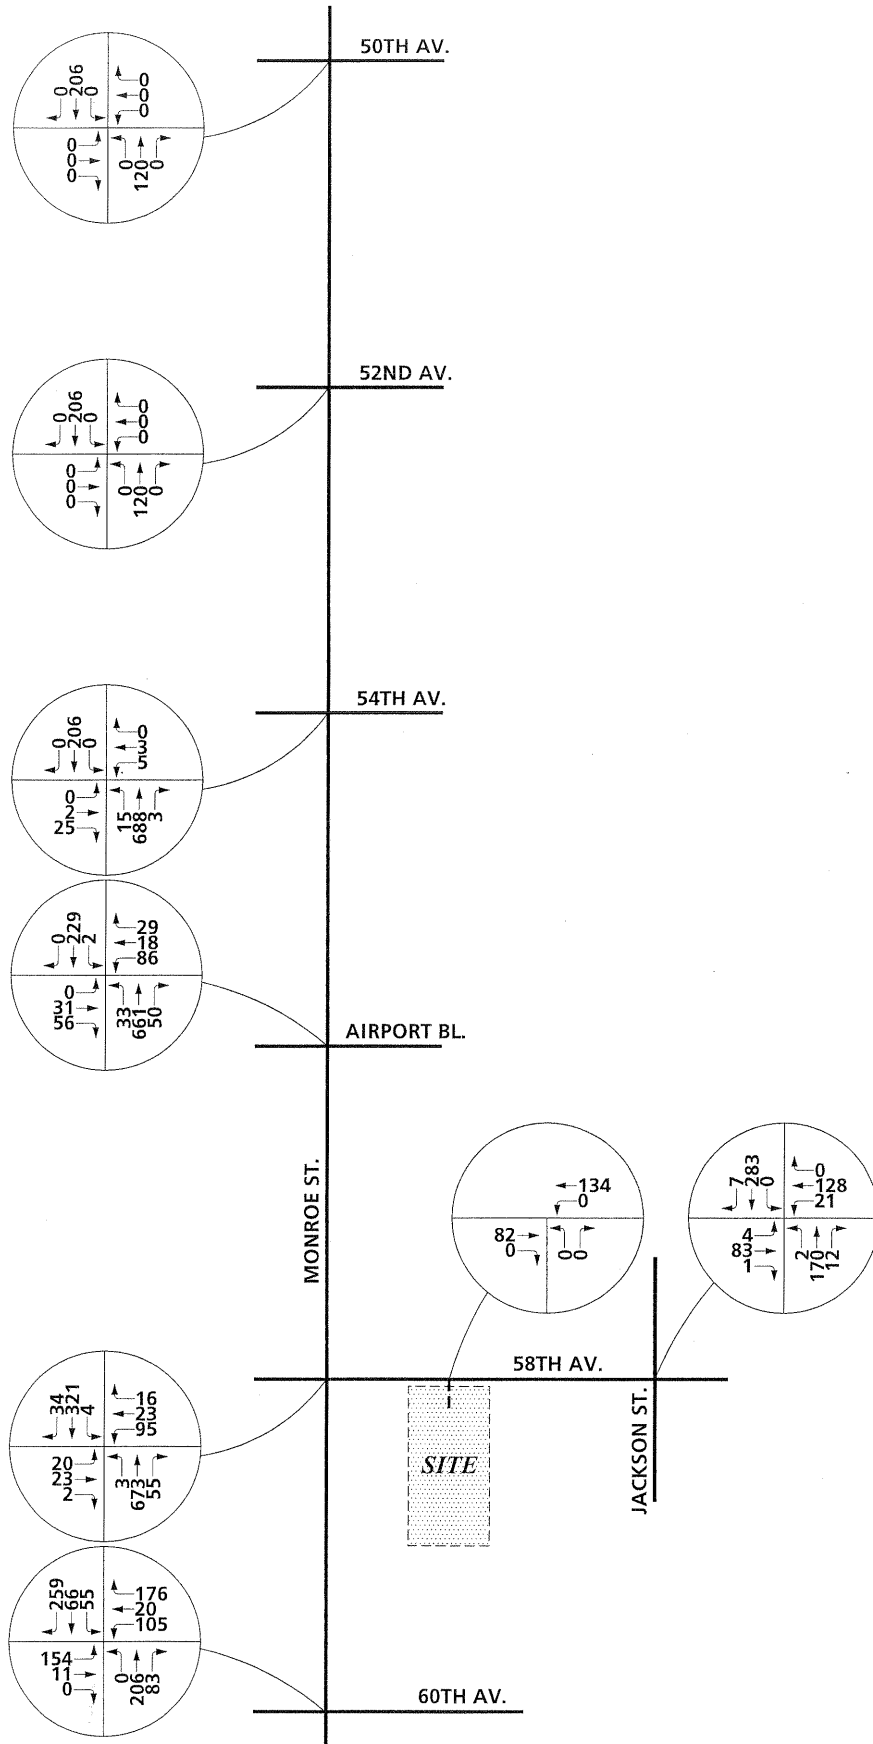 50TH AV.
0 206 0
0
0
0
0
0
0
0 120 0
52ND AV.
0 206 0
0
0
0
0
0
0
0 120 0
54TH AV.
0 206 0
0
3
5
0
2
25
15 688 3
0 229 2
29
18
86
0
31
56
33 661 50
AIRPORT BL.
MONROE ST.
134
0
82
0
0 0
7 283 0
0
128
21
4
83
1
2 170 12
58TH AV.
JACKSON ST.
SITE
34 321 4
16
23
95
20
23
2
3 673 55
259 66 55
176
20
105
154
11
0
0 206 83
60TH AV.